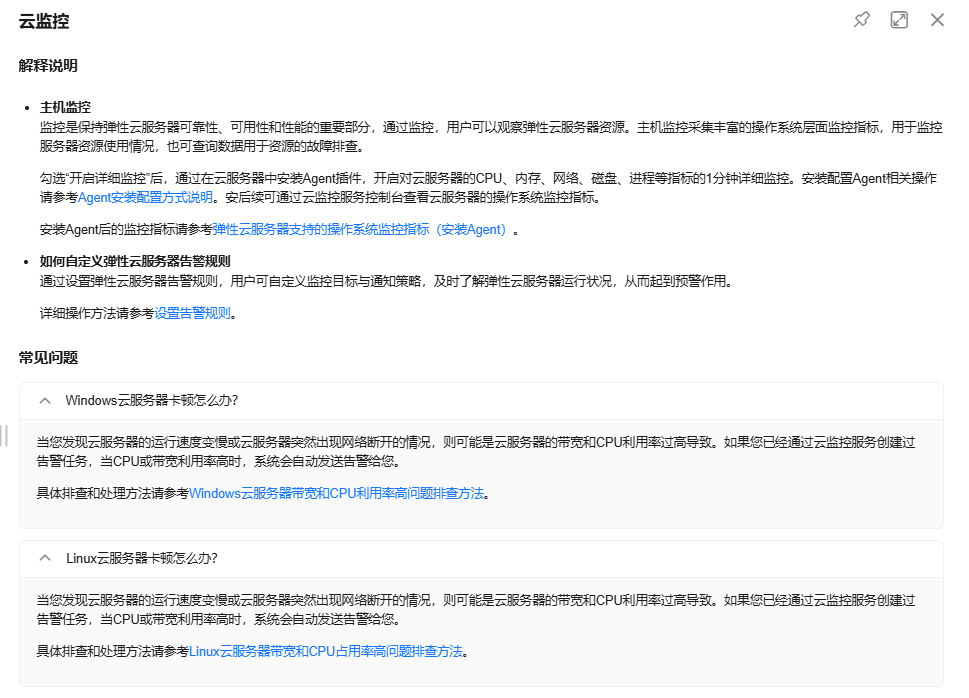 云监控
解释说明
• 主机监控
监控是保持弹性云服务器可靠性、可用性和性能的重要部分，通过监控，用户可以观察弹性云服务器资源。主机监控采集丰富的操作系统层面监控指标，用于监控
服务器资源使用情况，也可查询数据用于资源的故障排查。
勾选“开启详细监控”后，通过在云服务器中安装Agent插件，开启对云服务器的CPU、内存、网络、磁盘、进程等指标的1分钟详细监控。安装配置Agent相关操作
请参考Agent安装配置方式说明。安后续可通过云监控服务控制台查看云服务器的操作系统监控指标。
安装Agent后的监控指标请参考弹性云服务器支持的操作系统监控指标（安装Agent）。
• 如何自定义弹性云服务器告警规则
通过设置弹性云服务器告警规则，用户可自定义监控目标与通知策略，及时了解弹性云服务器运行状况，从而起到预警作用。
详细操作方法请参考设置告警规则。
常见问题
Windows云服务器卡顿怎么办?
当您发现云服务器的运行速度变慢或云服务器突然出现网络断开的情况，则可能是云服务器的带宽和CPU利用率过高导致。如果您已经通过云监控服务创建过
告警任务，当CPU或带宽利用率高时，系统会自动发送告警给您。
具体排查和处理方法请参考Windows云服务器带宽和CPU利用率高问题排查方法。
Linux云服务器卡顿怎么办?
当您发现云服务器的运行速度变慢或云服务器突然出现网络断开的情况，则可能是云服务器的带宽和CPU利用率过高导致。如果您已经通过云监控服务创建过
告警任务，当CPU或带宽利用率高时，系统会自动发送告警给您。
具体排查和处理方法请参考Linux云服务器带宽和CPU占用率高问题排查方法。